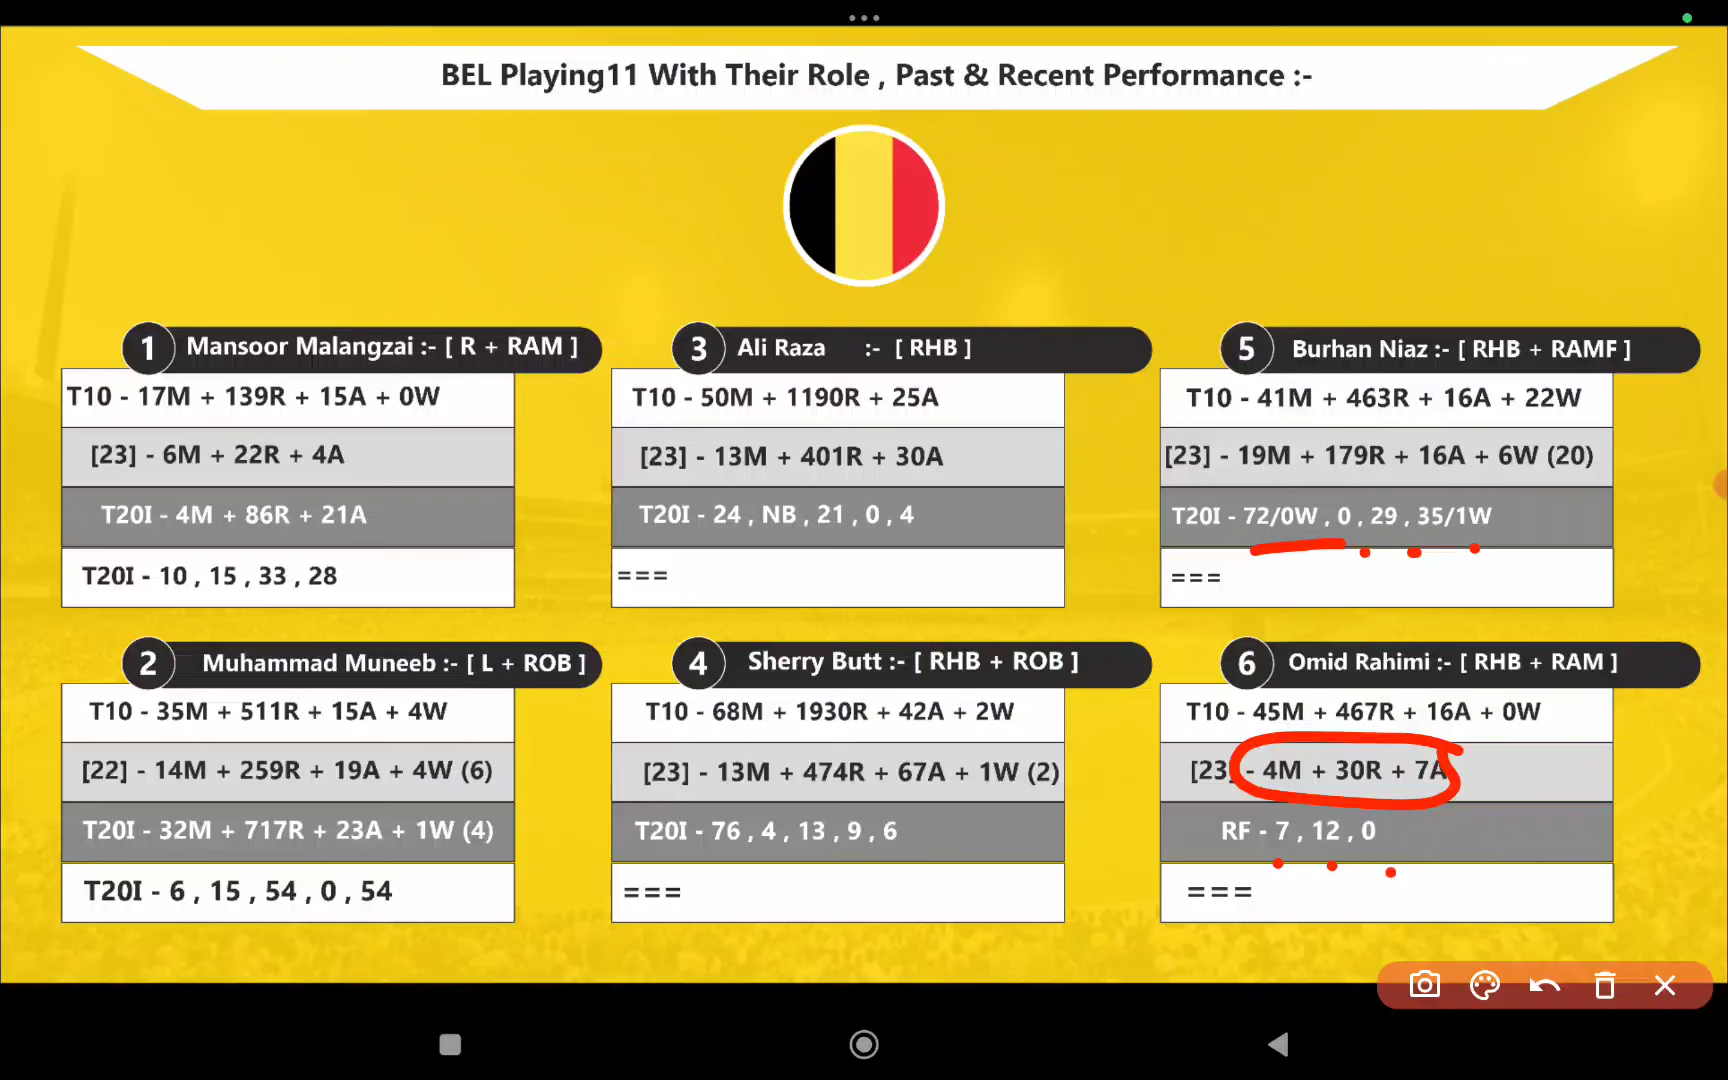 BEL Playing11 With Their Role , Past & Recent Performance :-
1 Mansoor Malangzai :- [ R + RAM ]
T10 - 17M + 139R + 15A + 0W
[23] - 6M + 22R + 4A
T20I - 4M + 86R + 21A
T20I - 10 , 15 , 33 , 28
2 Muhammad Muneeb :- [ L + ROB ]
T10 - 35M + 511R + 15A + 4W
[22] - 14M + 259R + 19A + 4W (6)
T20I - 32M + 717R + 23A + 1W (4)
T20I - 6 , 15 , 54 , 0 , 54
3 Ali Raza :- [ RHB ]
T10 - 50M + 1190R + 25A
[23] - 13M + 401R + 30A
T20I - 24 , NB , 21 , 0 , 4
===
4 Sherry Butt :- [ RHB + ROB ]
T10 - 68M + 1930R + 42A + 2W
[23] - 13M + 474R + 67A + 1W (2)
T20I - 76 , 4 , 13 , 9 , 6
===
5 Burhan Niaz :- [ RHB + RAMF ]
T10 - 41M + 463R + 16A + 22W
[23] - 19M + 179R + 16A + 6W (20)
T20I - 72/0W , 0 , 29 , 35/1W
===
6 Omid Rahimi :- [ RHB + RAM ]
T10 - 45M + 467R + 16A + 0W
[23] - 4M + 30R + 7A
RF - 7 , 12 , 0
===